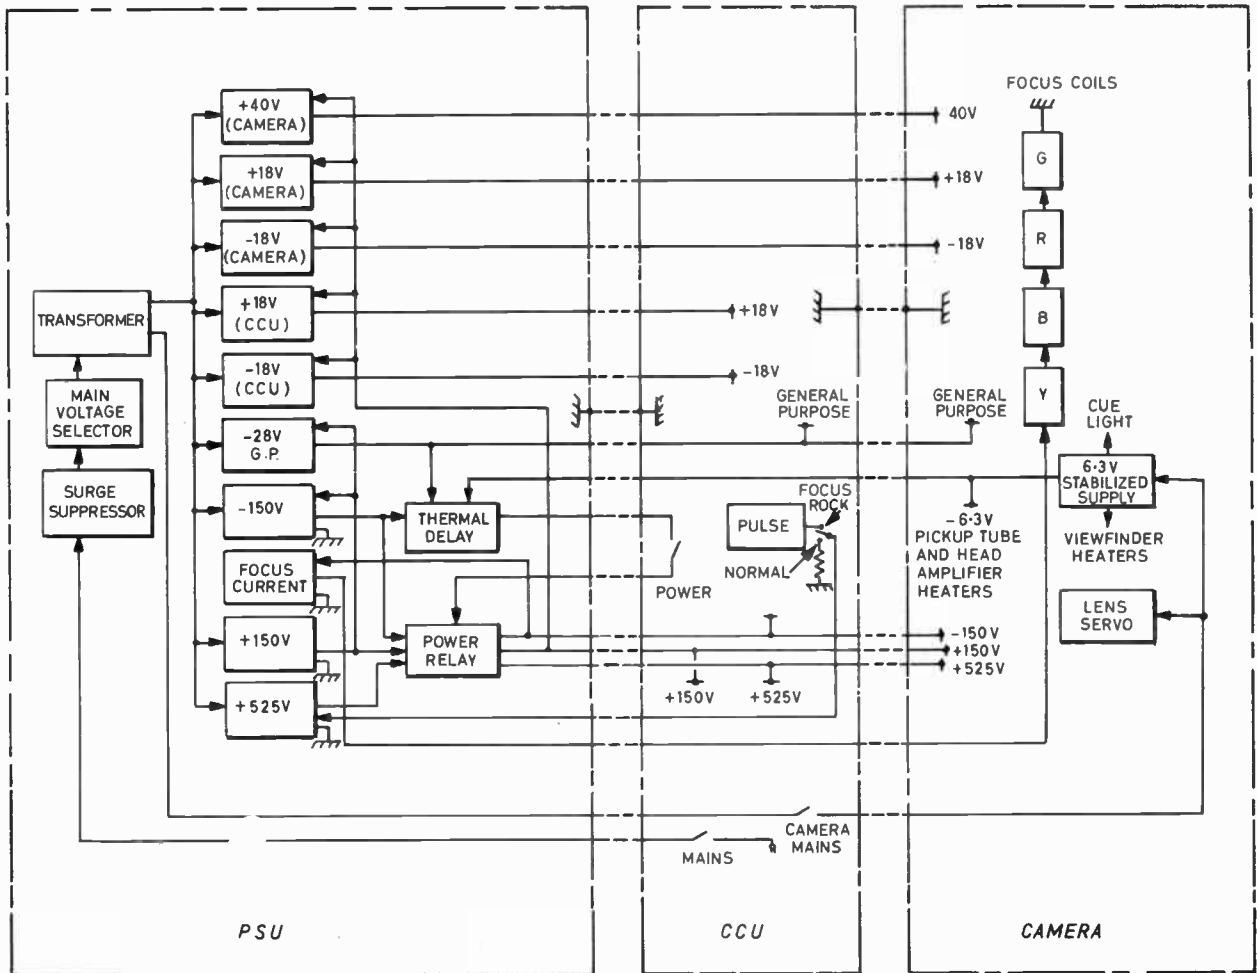 +40V
(CAMERA)
+18V
(CAMERA)
-18V
(CAMERA)
+18V
(CCU)
-18V
(CCU)
-28V
G.P.
-150V
FOCUS
CURRENT
+150V
+525V
TRANSFORMER
MAIN
VOLTAGE
SELECTOR
SURGE
SUPPRESSOR
THERMAL
DELAY
POWER
RELAY
PSU
+18V
-18V
GENERAL
PURPOSE
PULSE
FOCUS
ROCK
NORMAL
POWER
+150V
+525V
CAMERA
MAINS
MAINS
CCU
FOCUS COILS
40V
+18V
-18V
G
R
B
Y
GENERAL
PURPOSE
CUE
LIGHT
6·3V
STABILIZED
SUPPLY
VIEWFINDER
HEATERS
-6·3V
PICKUP TUBE
AND HEAD
AMPLIFIER
HEATERS
LENS
SERVO
-150V
+150V
+525V
CAMERA